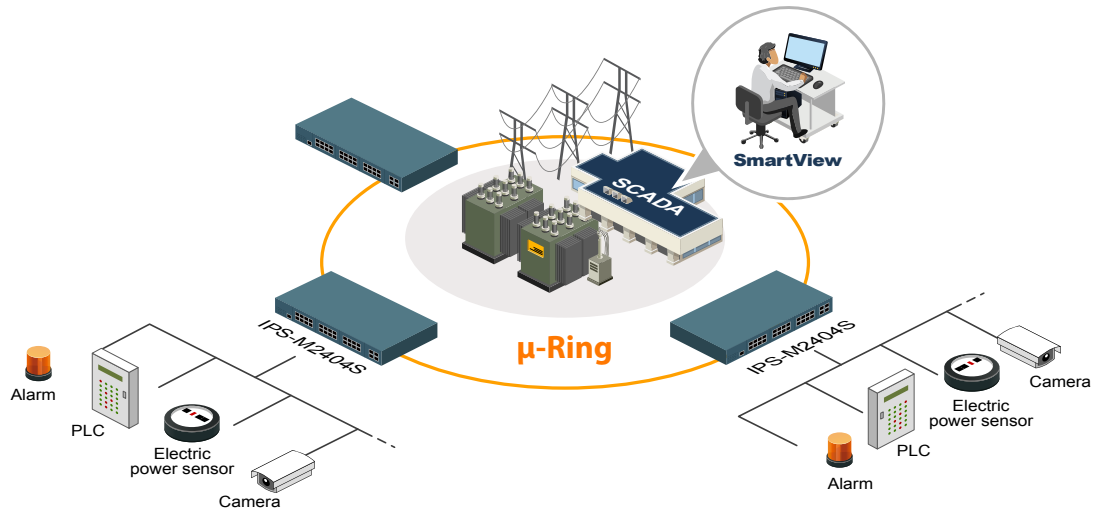 SmartView
SCADA
μ-Ring
IPS-M2404S
IPS-M2404S
Alarm
PLC
Electric
power sensor
Camera
Camera
Electric
power sensor
PLC
Alarm